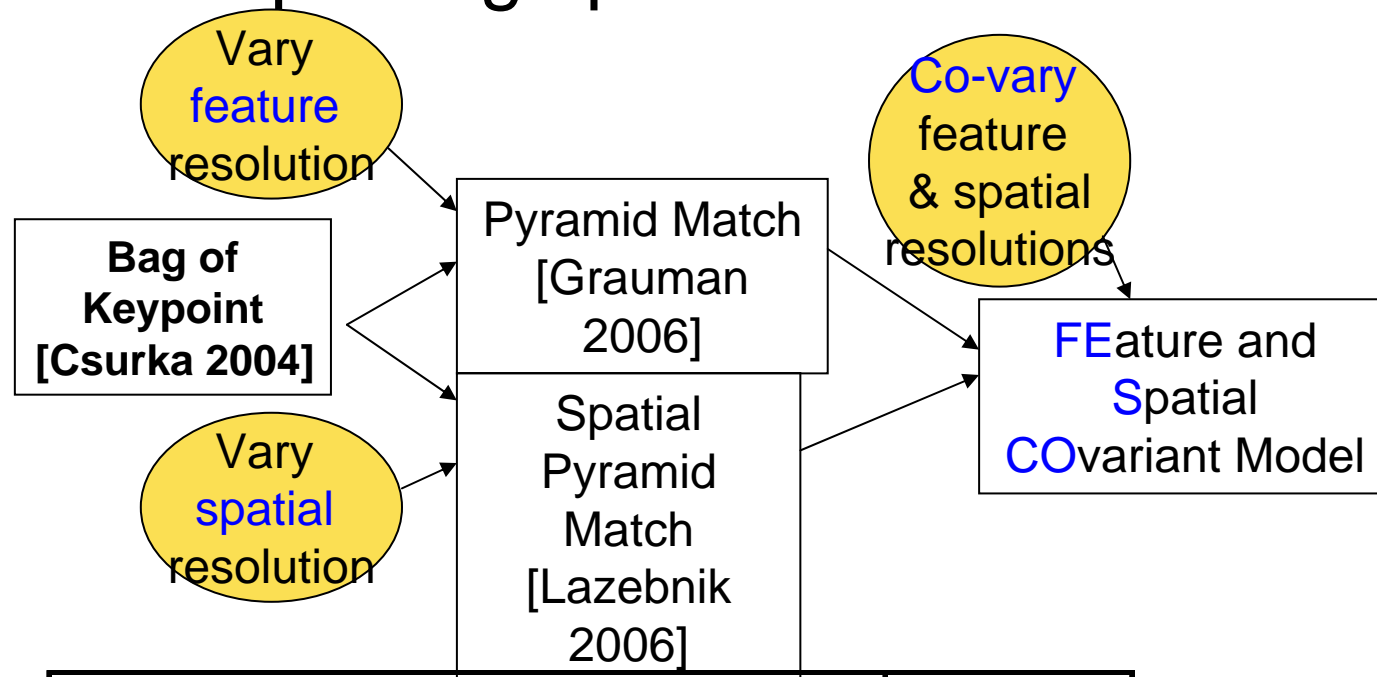 Vary
feature
resolution
Co-vary
feature
& spatial
resolutions
Bag of
Keypoint
[Csurka 2004]
Pyramid Match
[Grauman
2006]
FEature and
Spatial
COvariant Model
Vary
spatial
resolution
Spatial
Pyramid
Match
[Lazebnik
2006]